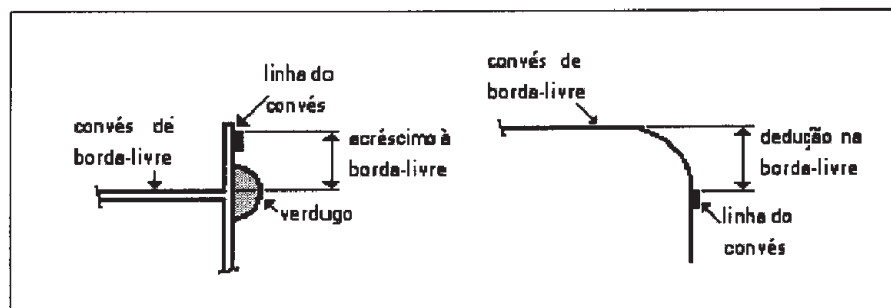 linha do
convés
convés de
borda-livre
acréscimo à
borda-livre
verdugo
convés de
borda-livre
dedução na
borda-livre
linha do
convés